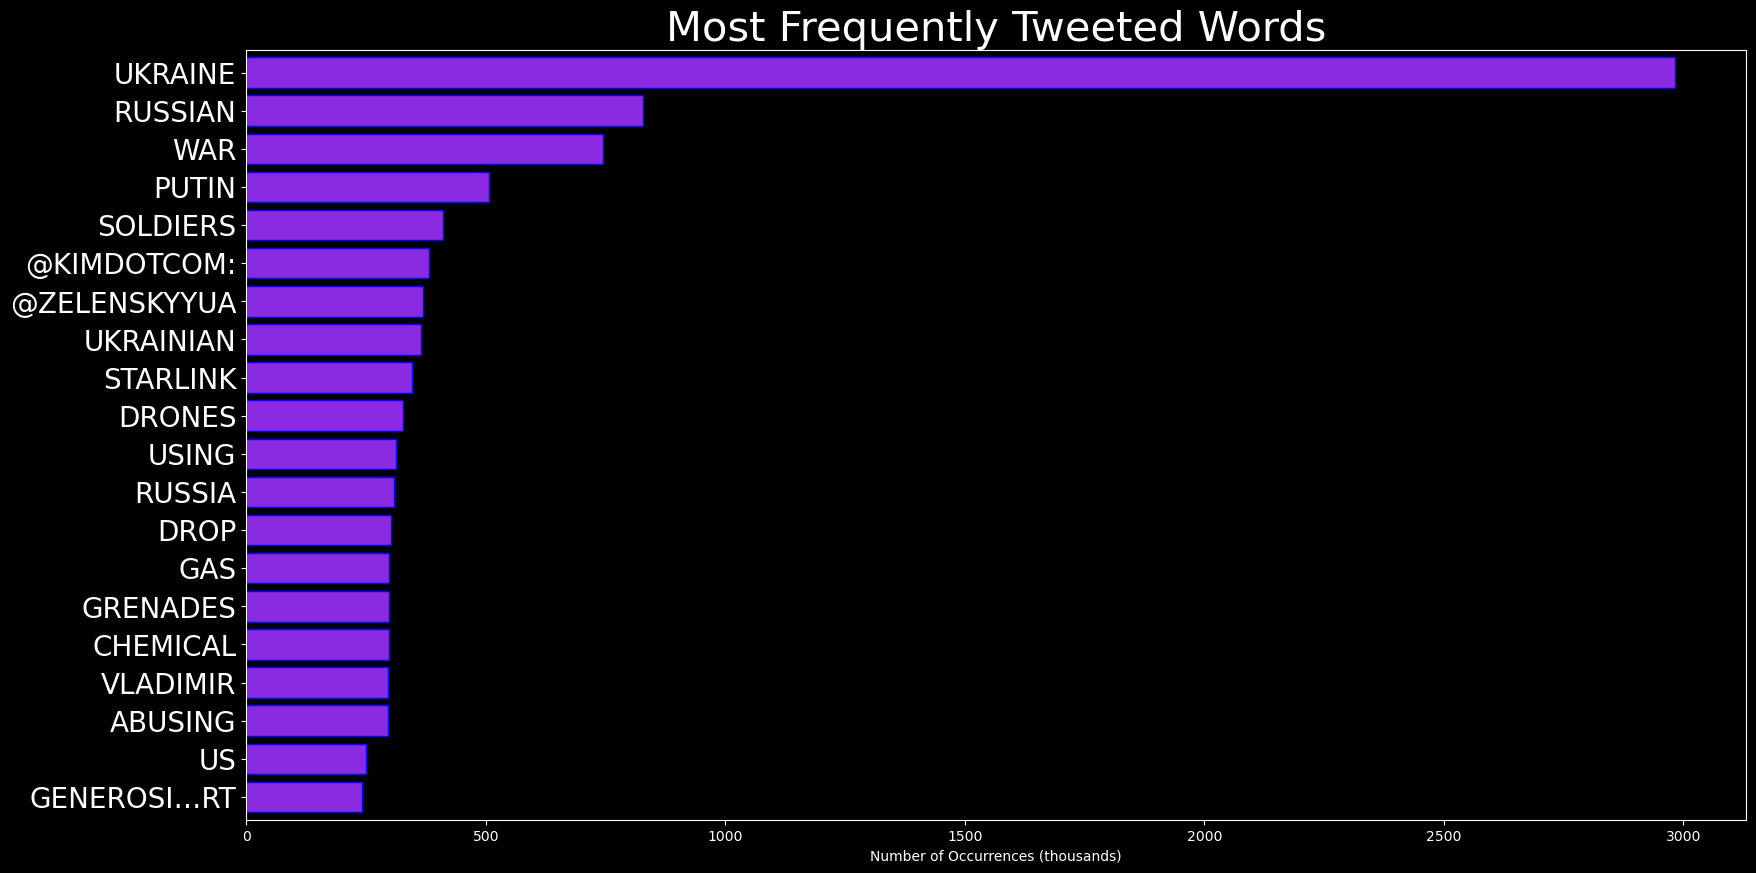 Most Frequently Tweeted Words
UKRAINE
RUSSIAN
WAR
PUTIN
SOLDIERS
@KIMDOTCOM:
@ZELENSKYYUA
UKRAINIAN
STARLINK
DRONES
USING
RUSSIA
DROP
GAS
GRENADES
CHEMICAL
VLADIMIR
ABUSING
US
GENEROSI…RT
0 500 1000 1500 2000 2500 3000
Number of Occurrences (thousands)